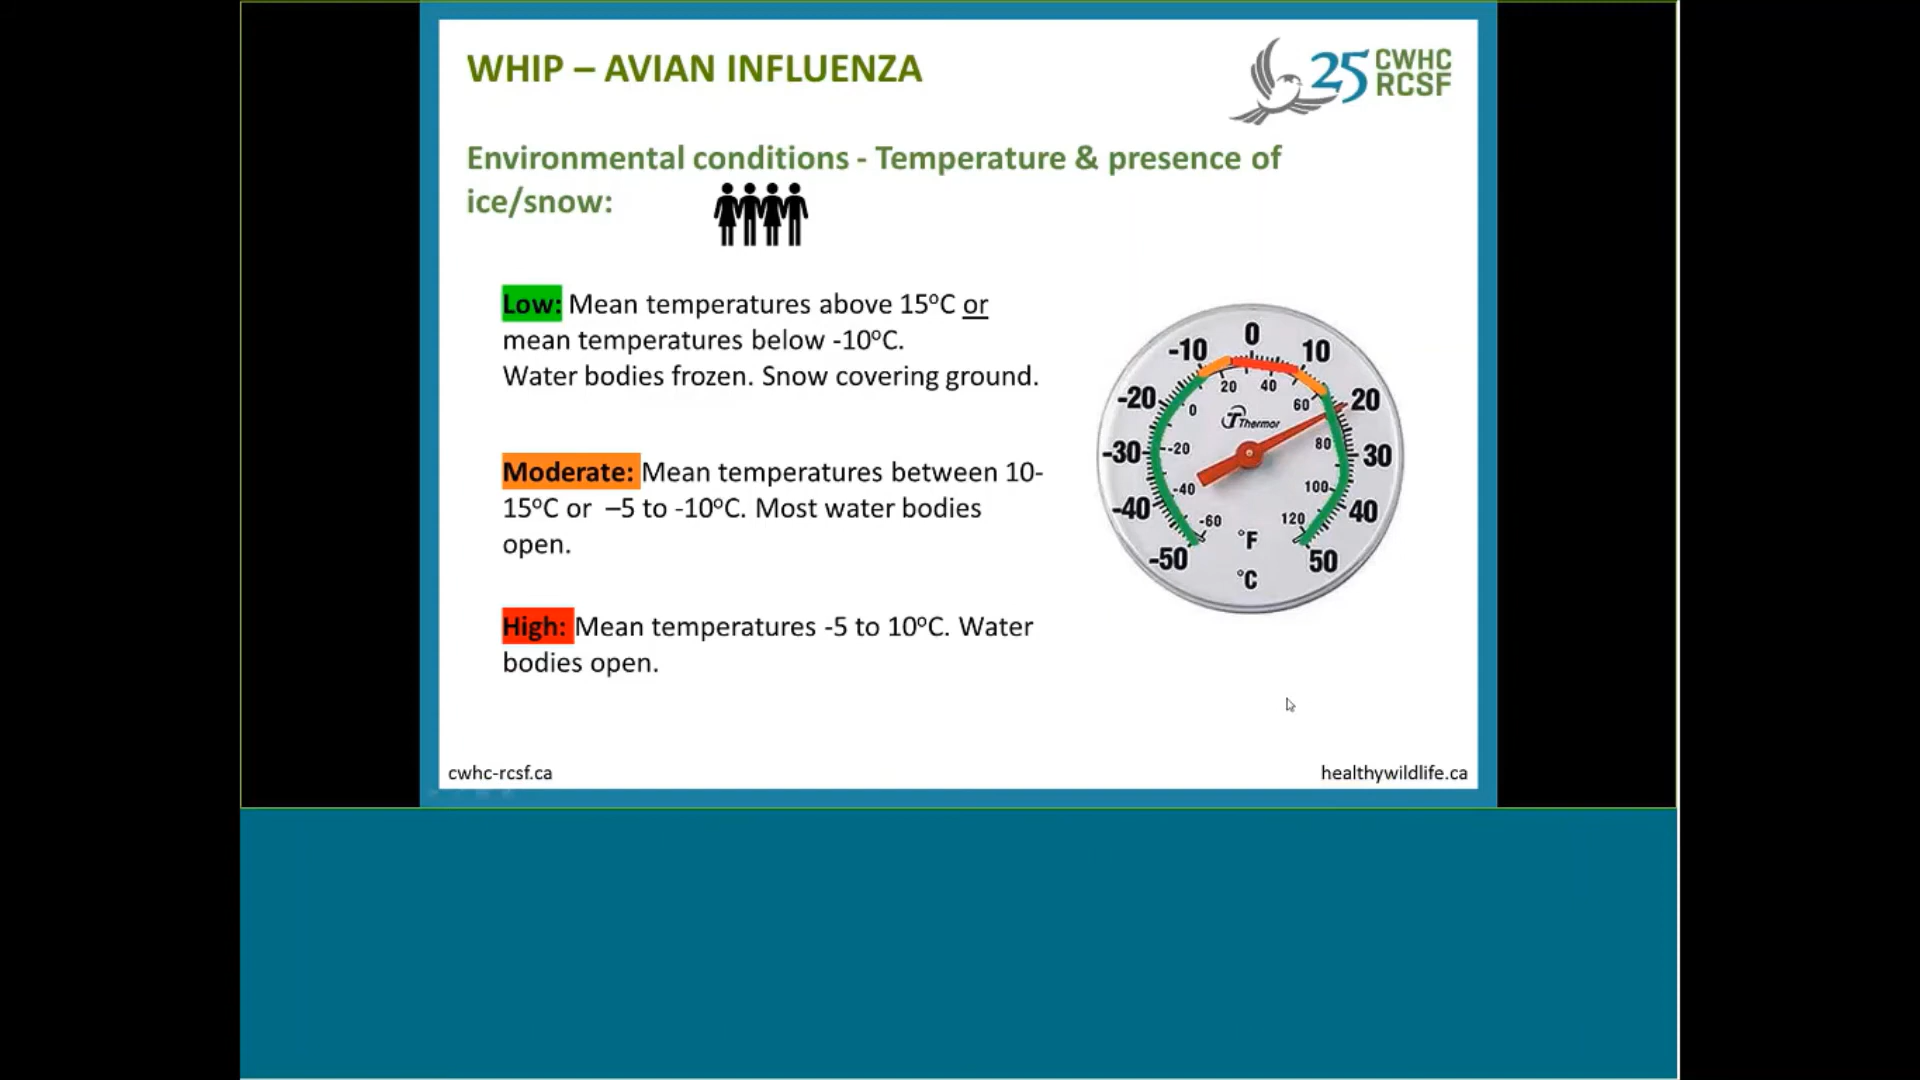 WHIP – AVIAN INFLUENZA
25 CWHC
RCSF
Environmental conditions - Temperature & presence of
ice/snow:
Low: Mean temperatures above 15ºC or
mean temperatures below -10ºC.
Water bodies frozen. Snow covering ground.
Moderate: Mean temperatures between 10-
15ºC or –5 to -10ºC. Most water bodies
open.
High: Mean temperatures -5 to 10ºC. Water
bodies open.
0
-10 10
20 40
-20 0 60 20
Thermor
-30 -20 80 30
-40 100
-40 -60 120 40
°F
-50 50
°C
cwhc-rcsf.ca
healthywildlife.ca